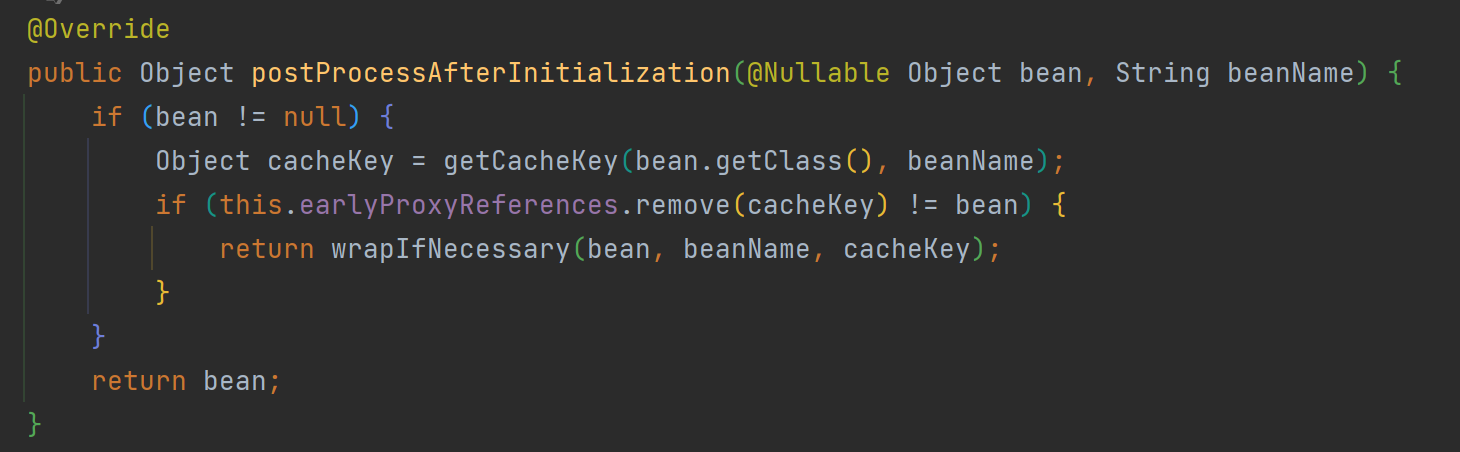 @Override
public Object postProcessAfterInitialization(@Nullable Object bean, String beanName) {
if (bean != null) {
Object cacheKey = getCacheKey(bean.getClass(), beanName);
if (this.earlyProxyReferences.remove(cacheKey) != bean) {
return wrapIfNecessary(bean, beanName, cacheKey);
}
}
return bean;
}